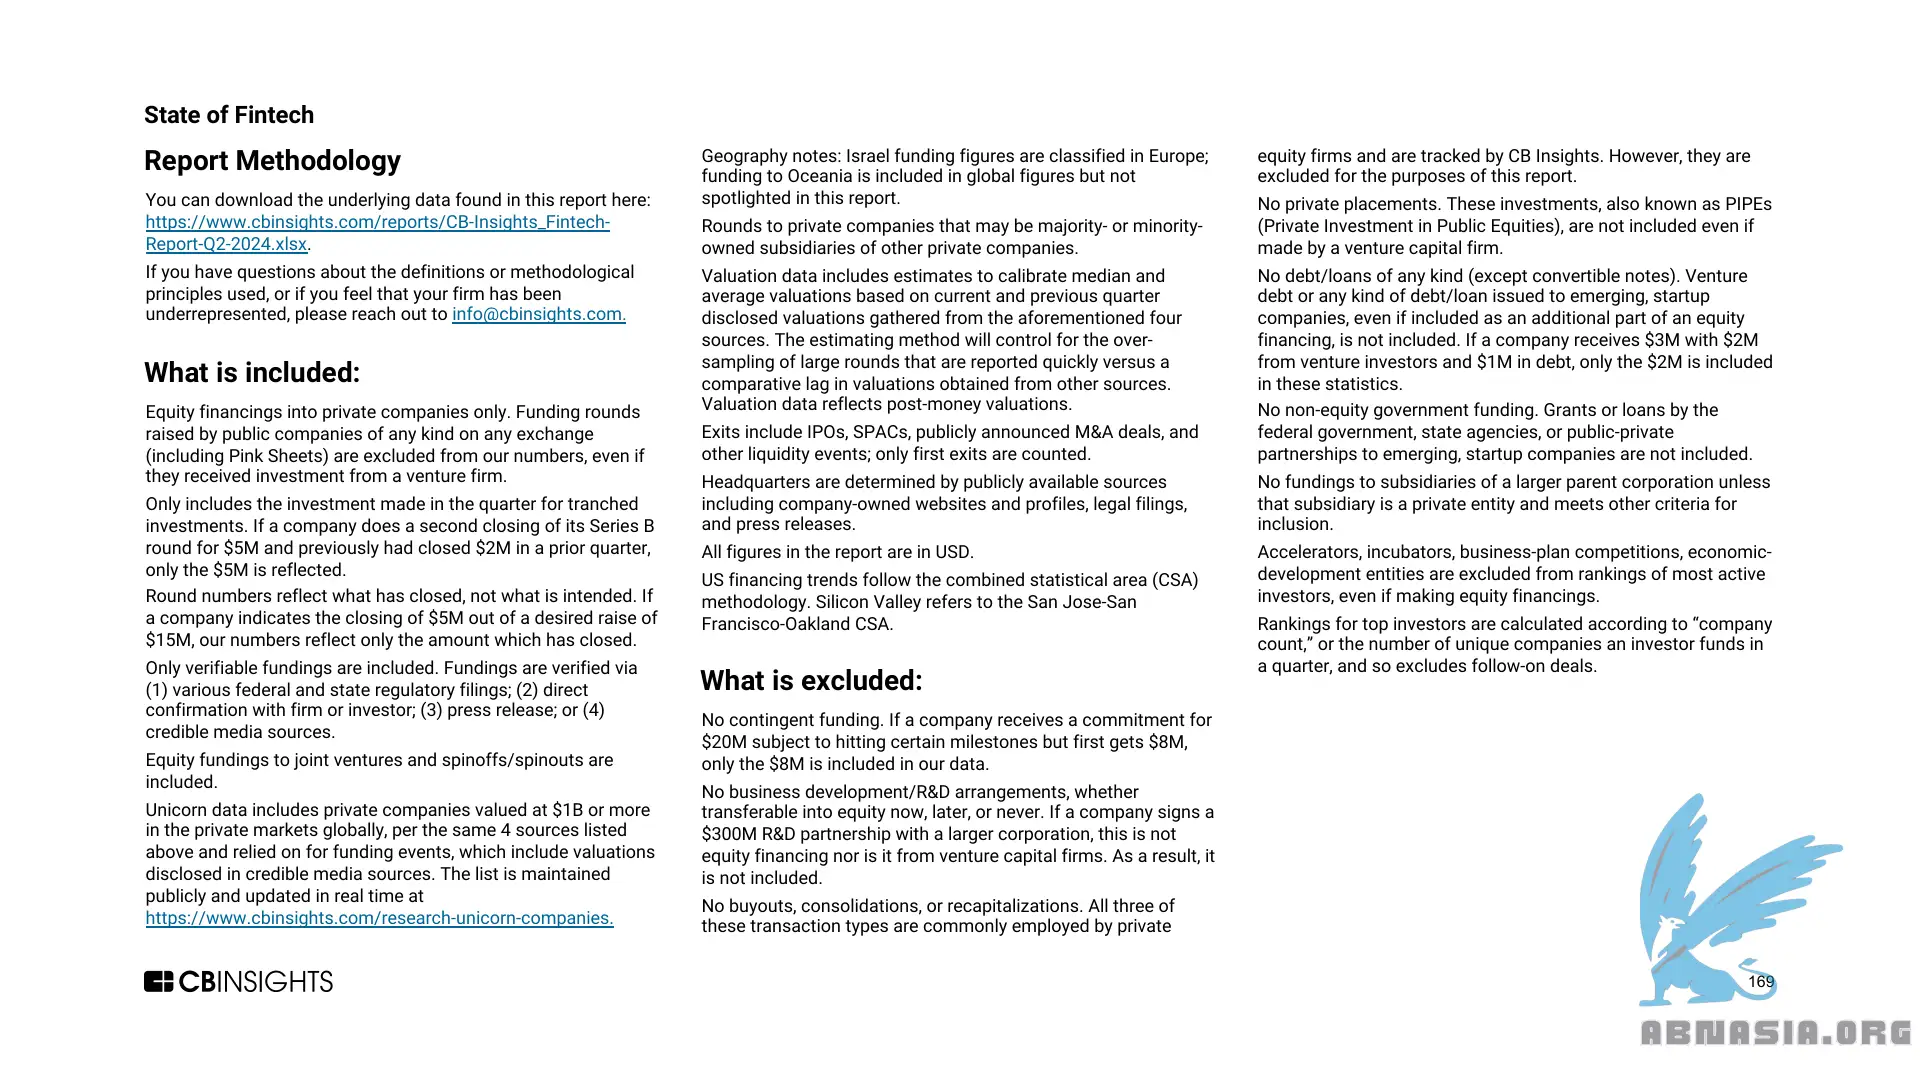 State of Fintech
Report Methodology
You can download the underlying data found in this report here:
https://www.cbinsights.com/reports/CB-Insights_Fintech-
Report-Q2-2024.xlsx.
If you have questions about the definitions or methodological
principles used, or if you feel that your firm has been
underrepresented, please reach out to info@cbinsights.com.
What is included:
Equity financings into private companies only. Funding rounds
raised by public companies of any kind on any exchange
(including Pink Sheets) are excluded from our numbers, even if
they received investment from a venture firm.
Only includes the investment made in the quarter for tranched
investments. If a company does a second closing of its Series B
round for $5M and previously had closed $2M in a prior quarter,
only the $5M is reflected.
Round numbers reflect what has closed, not what is intended. If
a company indicates the closing of $5M out of a desired raise of
$15M, our numbers reflect only the amount which has closed.
Only verifiable fundings are included. Fundings are verified via
(1) various federal and state regulatory filings; (2) direct
confirmation with firm or investor; (3) press release; or (4)
credible media sources.
Equity fundings to joint ventures and spinoffs/spinouts are
included.
Unicorn data includes private companies valued at $1B or more
in the private markets globally, per the same 4 sources listed
above and relied on for funding events, which include valuations
disclosed in credible media sources. The list is maintained
publicly and updated in real time at
https://www.cbinsights.com/research-unicorn-companies.
Geography notes: Israel funding figures are classified in Europe;
funding to Oceania is included in global figures but not
spotlighted in this report.
Rounds to private companies that may be majority- or minority-
owned subsidiaries of other private companies.
Valuation data includes estimates to calibrate median and
average valuations based on current and previous quarter
disclosed valuations gathered from the aforementioned four
sources. The estimating method will control for the over-
sampling of large rounds that are reported quickly versus a
comparative lag in valuations obtained from other sources.
Valuation data reflects post-money valuations.
Exits include IPOs, SPACs, publicly announced M&A deals, and
other liquidity events; only first exits are counted.
Headquarters are determined by publicly available sources
including company-owned websites and profiles, legal filings,
and press releases.
All figures in the report are in USD.
US financing trends follow the combined statistical area (CSA)
methodology. Silicon Valley refers to the San Jose-San
Francisco-Oakland CSA.
What is excluded:
No contingent funding. If a company receives a commitment for
$20M subject to hitting certain milestones but first gets $8M,
only the $8M is included in our data.
No business development/R&D arrangements, whether
transferable into equity now, later, or never. If a company signs a
$300M R&D partnership with a larger corporation, this is not
equity financing nor is it from venture capital firms. As a result, it
is not included.
No buyouts, consolidations, or recapitalizations. All three of
these transaction types are commonly employed by private
equity firms and are tracked by CB Insights. However, they are
excluded for the purposes of this report.
No private placements. These investments, also known as PIPEs
(Private Investment in Public Equities), are not included even if
made by a venture capital firm.
No debt/loans of any kind (except convertible notes). Venture
debt or any kind of debt/loan issued to emerging, startup
companies, even if included as an additional part of an equity
financing, is not included. If a company receives $3M with $2M
from venture investors and $1M in debt, only the $2M is included
in these statistics.
No non-equity government funding. Grants or loans by the
federal government, state agencies, or public-private
partnerships to emerging, startup companies are not included.
No fundings to subsidiaries of a larger parent corporation unless
that subsidiary is a private entity and meets other criteria for
inclusion.
Accelerators, incubators, business-plan competitions, economic-
development entities are excluded from rankings of most active
investors, even if making equity financings.
Rankings for top investors are calculated according to “company
count,” or the number of unique companies an investor funds in
a quarter, and so excludes follow-on deals.
CBINSIGHTS
169
ABNASIA.ORG